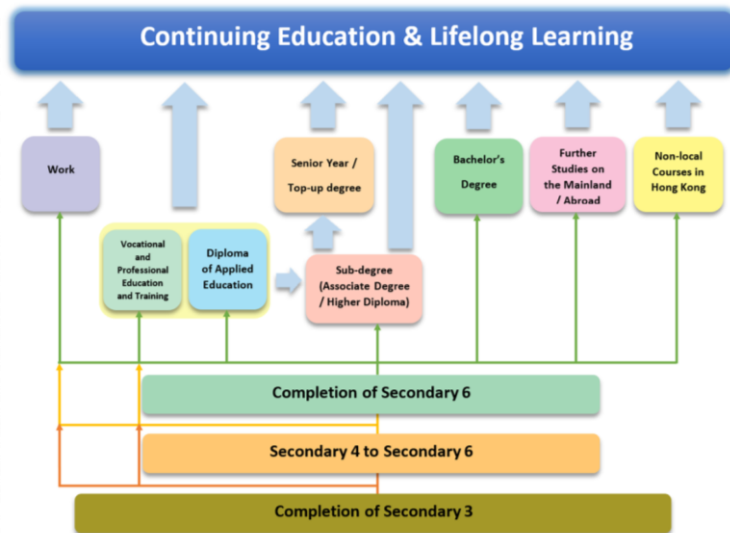 Continuing Education & Lifelong Learning
Work
Senior Year /
Top-up degree
Bachelor's
Degree
Further
Studies on
the Mainland
/ Abroad
Non-local
Courses in
Hong Kong
Vocational
and
Professional
Education
and Training
Diploma
of Applied
Education
Sub-degree
(Associate Degree
/ Higher Diploma)
Completion of Secondary 6
Secondary 4 to Secondary 6
Completion of Secondary 3